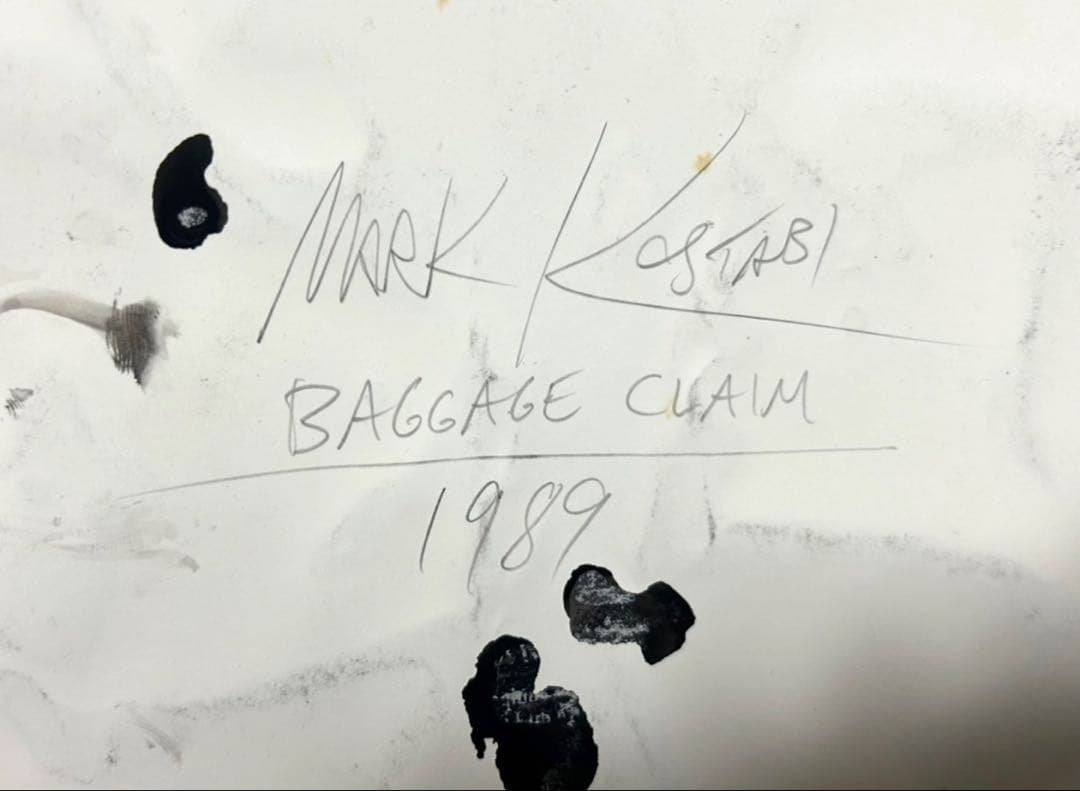 MARK KOSTABI
BAGGAGE CLAIM
1989